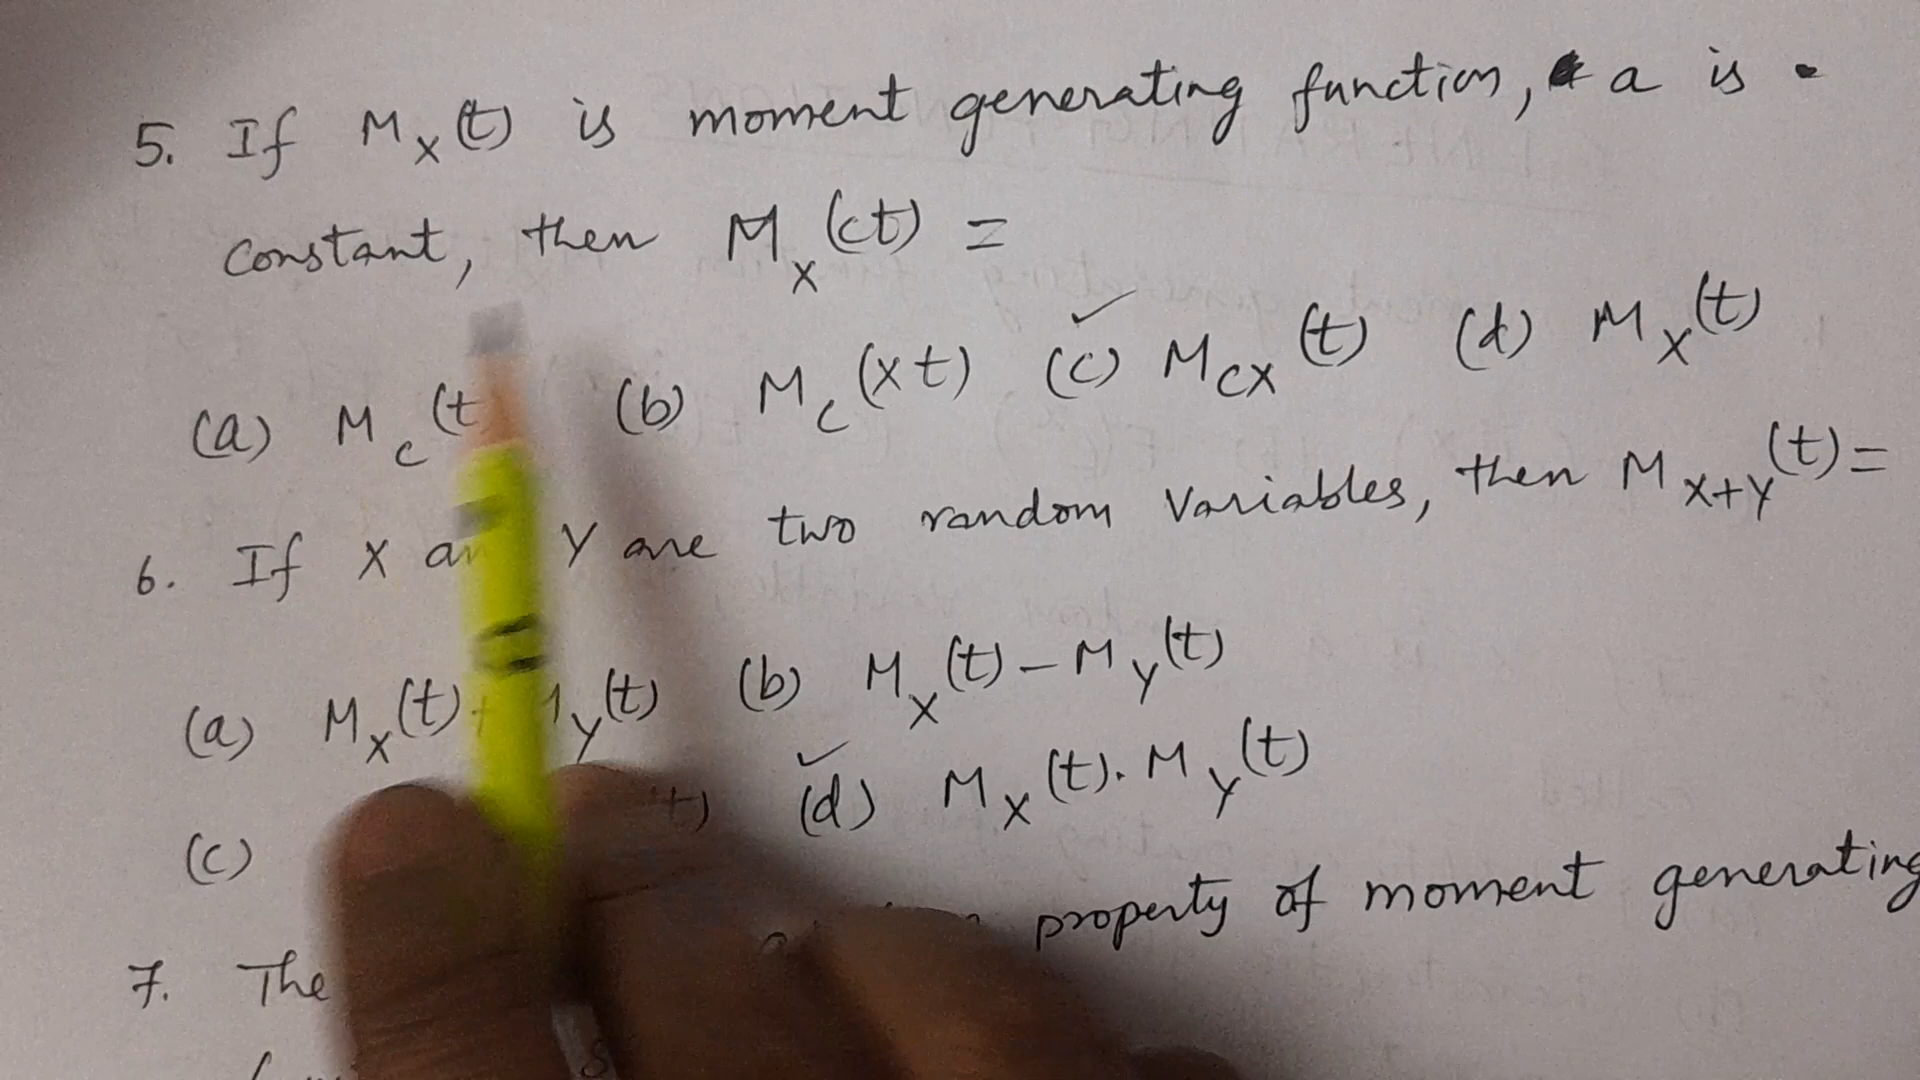 5. If Mx(t) is moment generating function, a is
constant, then Mx(ct) =
(a) Mc(t (b) Mc(xt) (c) Mcx(t) (d) Mx(t)
6. If X an Y are two random variables, then Mx+y(t) =
(a) Mx(t)+ y(t) (b) Mx(t) - My(t)
(c) t) (d) Mx(t). My(t)
7. The property of moment generating